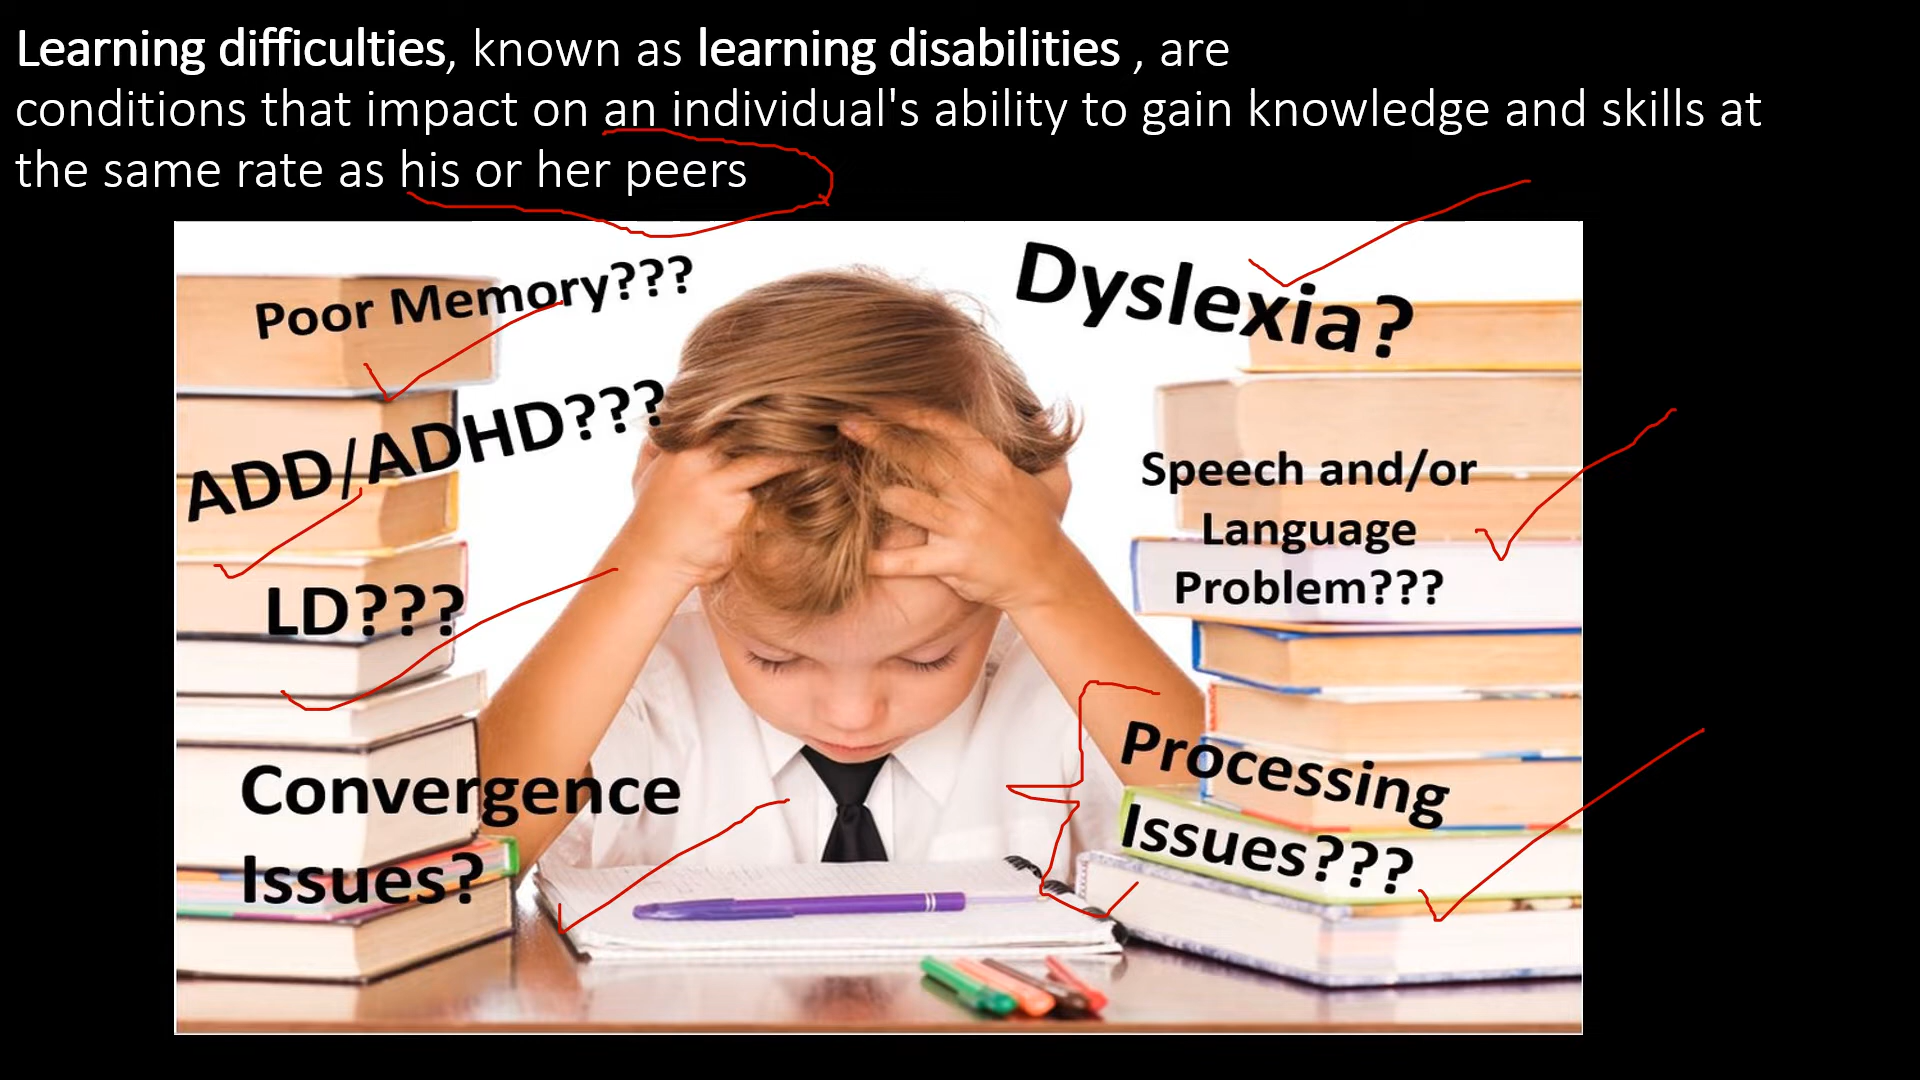 Learning difficulties, known as learning disabilities , are
conditions that impact on an individual's ability to gain knowledge and skills at
the same rate as his or her peers
Poor Memory???
Dyslexia?
ADD/ADHD???
Speech and/or
Language
Problem???
LD???
Convergence
Issues?
Processing
Issues???